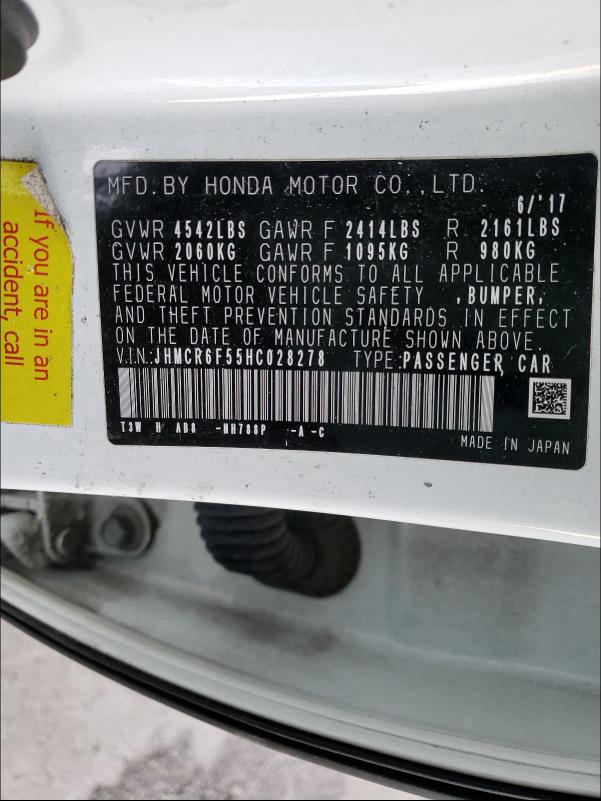 If you are in an
accident, call
MFD. BY HONDA MOTOR CO.,LTD.
6/'17
GVWR 4542LBS GAWR F 2414LBS R 2161LBS
GVWR 2060KG GAWR F 1095KG R 980KG
THIS VEHICLE CONFORMS TO ALL APPLICABLE
FEDERAL MOTOR VEHICLE SAFETY ,BUMPER,
AND THEFT PREVENTION STANDARDS IN EFFECT
ON THE DATE OF MANUFACTURE SHOWN ABOVE.
V.I.N:JHMCR6F55HC028278 TYPE:PASSENGER CAR
T3W H AB8 -NH788P -A -C
MADE IN JAPAN